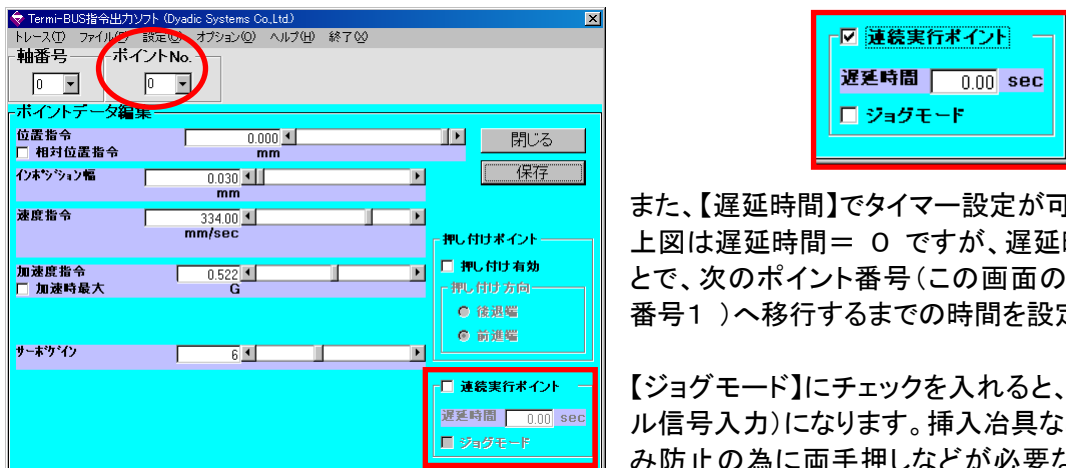 Termi-BUS指令出力ソフト (Dyadic Systems Co.,Ltd.)
トレース(T) ファイル(F) 設定(C) オプション(O) ヘルプ(H) 終了(X)
軸番号 ポイントNo.
0 0
ポイントデータ編集
位置指令 0.000
相対位置指令 mm
閉じる
インポジション幅 0.030
mm
保存
速度指令 334.00
mm/sec
加速度指令 0.522
加速時最大 G
サーボゲイン 6
押し付けポイント
押し付け有効
押し付け方向
後退端
前進端
連続実行ポイント
遅延時間 0.00 sec
ジョグモード
連続実行ポイント
遅延時間 0.00 sec
ジョグモード
また、【遅延時間】でタイマー設定が可
上図は遅延時間＝ 0 ですが、遅延
とで、次のポイント番号（この画面の
番号1 ）へ移行するまでの時間を設
【ジョグモード】にチェックを入れると、
ル信号入力）になります。挿入冶具な
み防止の為に両手押しなどが必要な